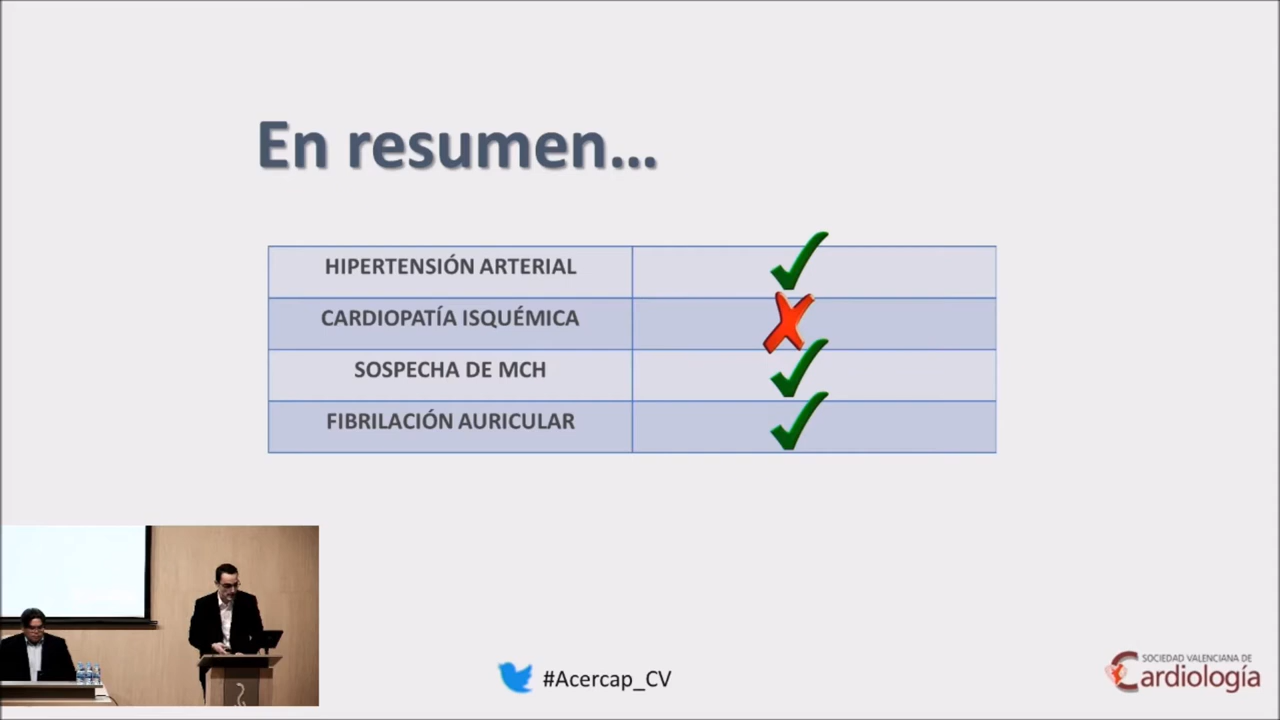 En resumen...
HIPERTENSIÓN ARTERIAL
CARDIOPATÍA ISQUÉMICA
SOSPECHA DE MCH
FIBRILACIÓN AURICULAR
#Acercap_CV
SOCIEDAD VALENCIANA DE
Cardiología